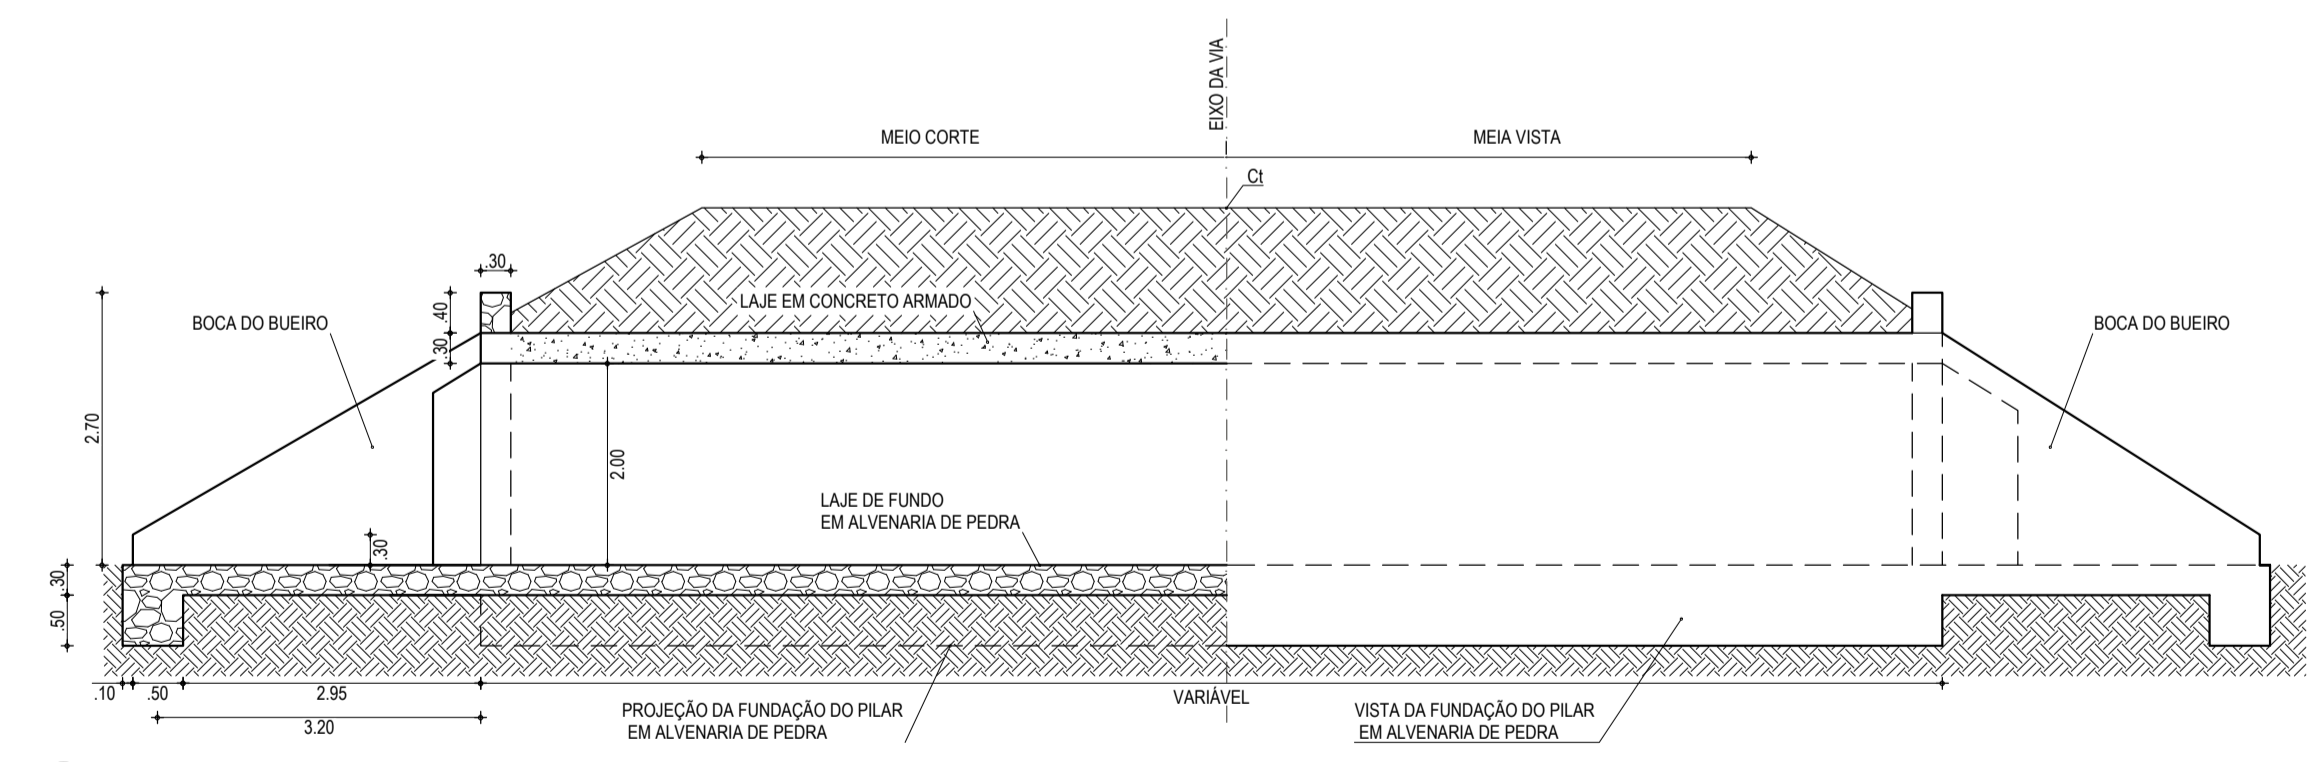 EIXO DA VIA
MEIO CORTE
MEIA VISTA
Ct
.30
LAJE EM CONCRETO ARMADO
.40
BOCA DO BUEIRO
BOCA DO BUEIRO
.30
2.70
2.00
LAJE DE FUNDO
EM ALVENARIA DE PEDRA
.30
.30
.50
.10
.50
2.95
VARIÁVEL
3.20
PROJEÇÃO DA FUNDAÇÃO DO PILAR
EM ALVENARIA DE PEDRA
VISTA DA FUNDAÇÃO DO PILAR
EM ALVENARIA DE PEDRA